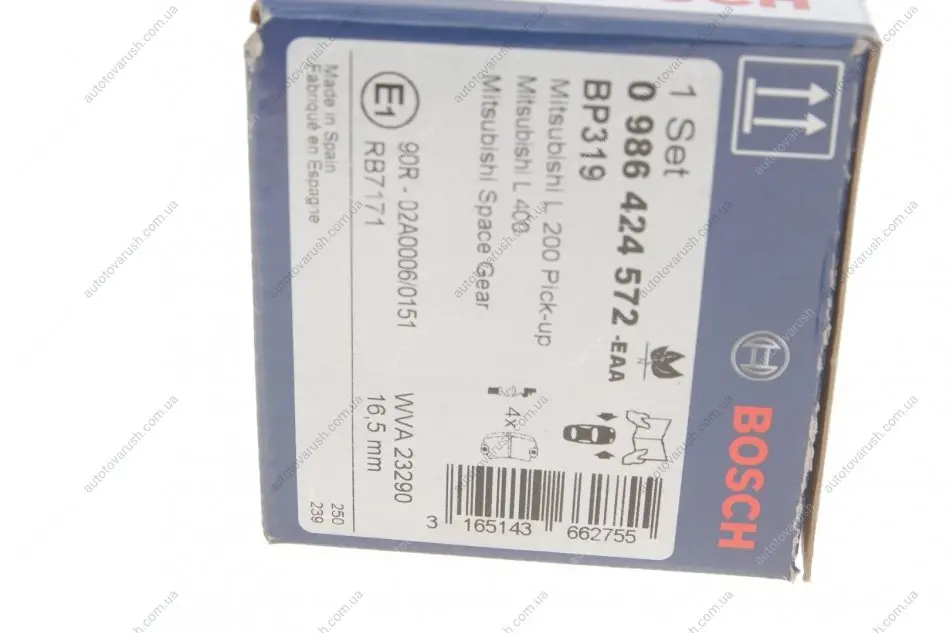 1 Set
0 986 424 572 -EAA
BP319
Mitsubishi L 200 Pick-up
Mitsubishi L 400
Mitsubishi Space Gear
4x
E1
90R - 02A0006/0151
RB7171
WVA 23290
16,5 mm
Made in Spain
Fabriqué en Espagne
250
239
3 165143 662755
BOSCH
autotovarush.com.ua